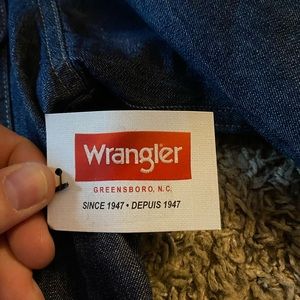 Wrangler
GREENSBORO, N.C.
SINCE 1947 • DEPUIS 1947